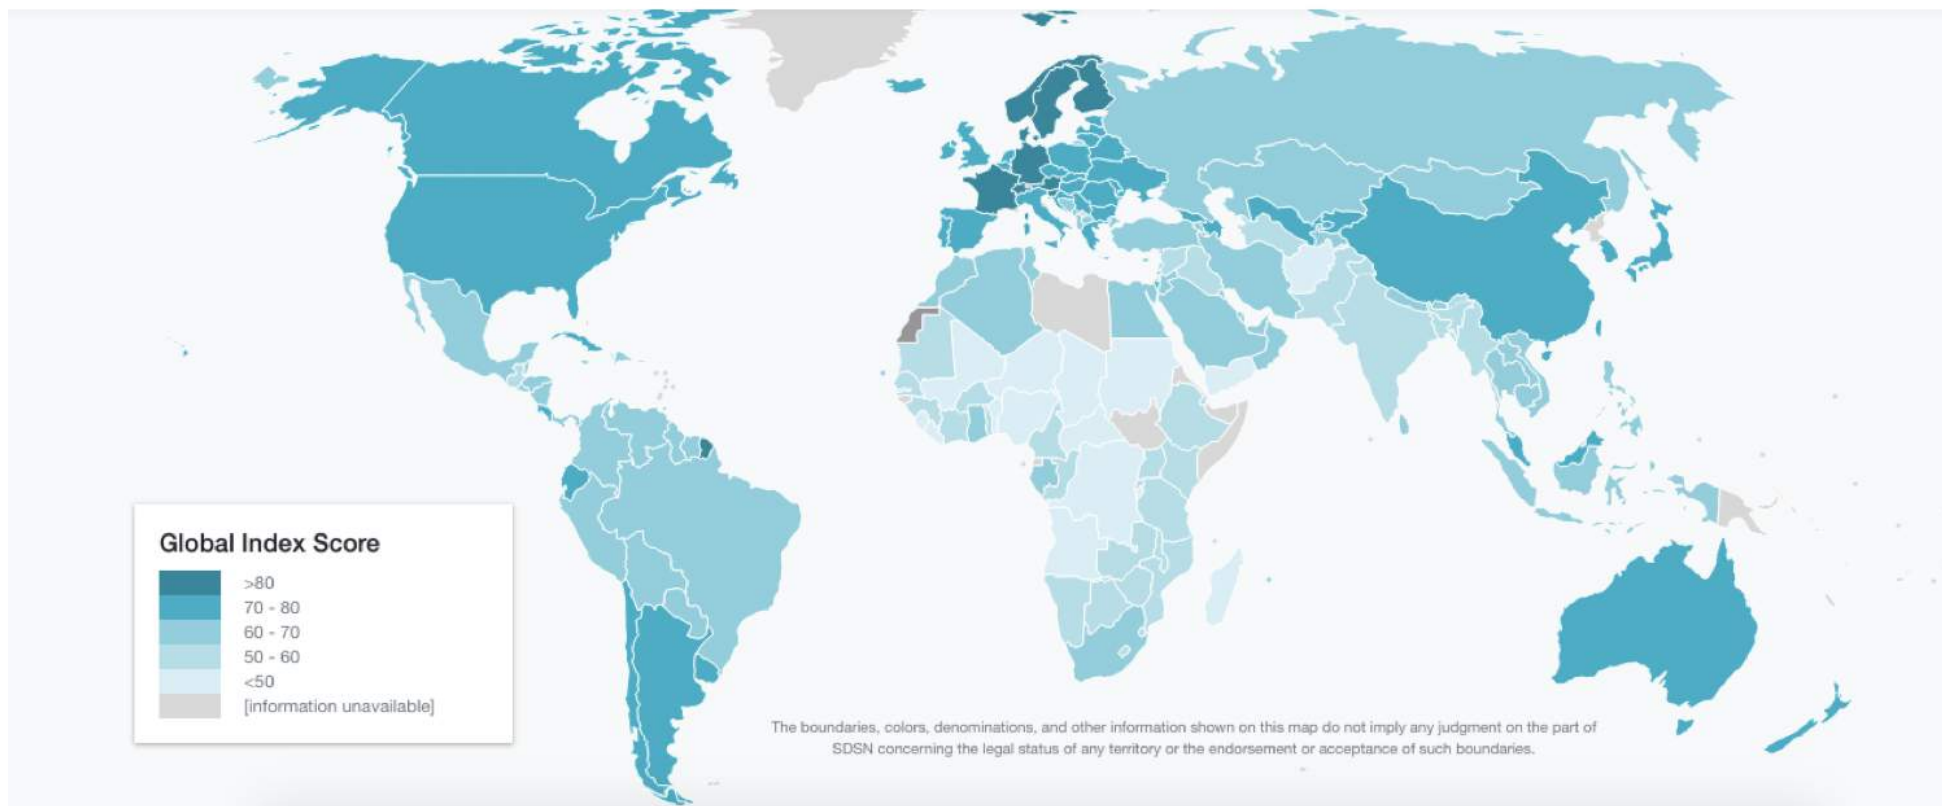 Global Index Score
>80
70 - 80
60 - 70
50 - 60
<50
[information unavailable]
The boundaries, colors, denominations, and other information shown on this map do not imply any judgment on the part of
SDSN concerning the legal status of any territory or the endorsement or acceptance of such boundaries.